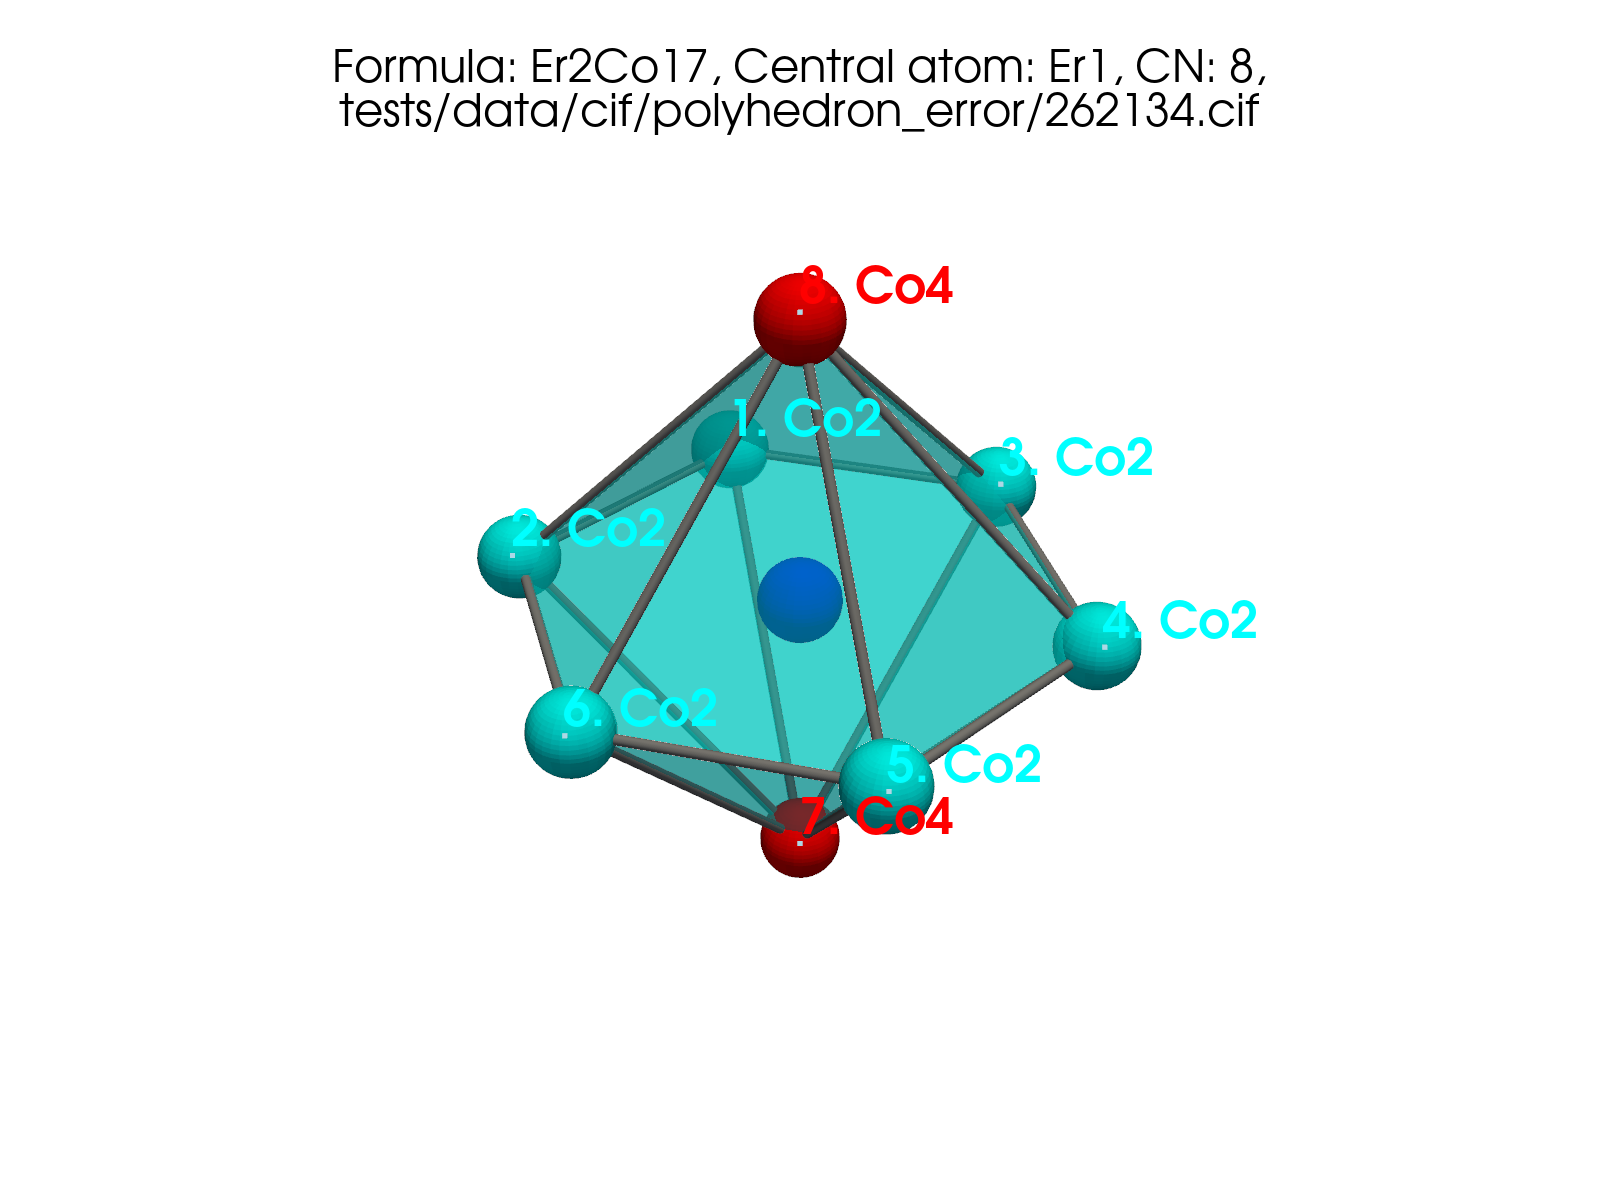 Formula: Er2Co17, Central atom: Er1, CN: 8,
tests/data/cif/polyhedron_error/262134.cif
8. Co4
1. Co2
3. Co2
2. Co2
4. Co2
6. Co2
5. Co2
7. Co4